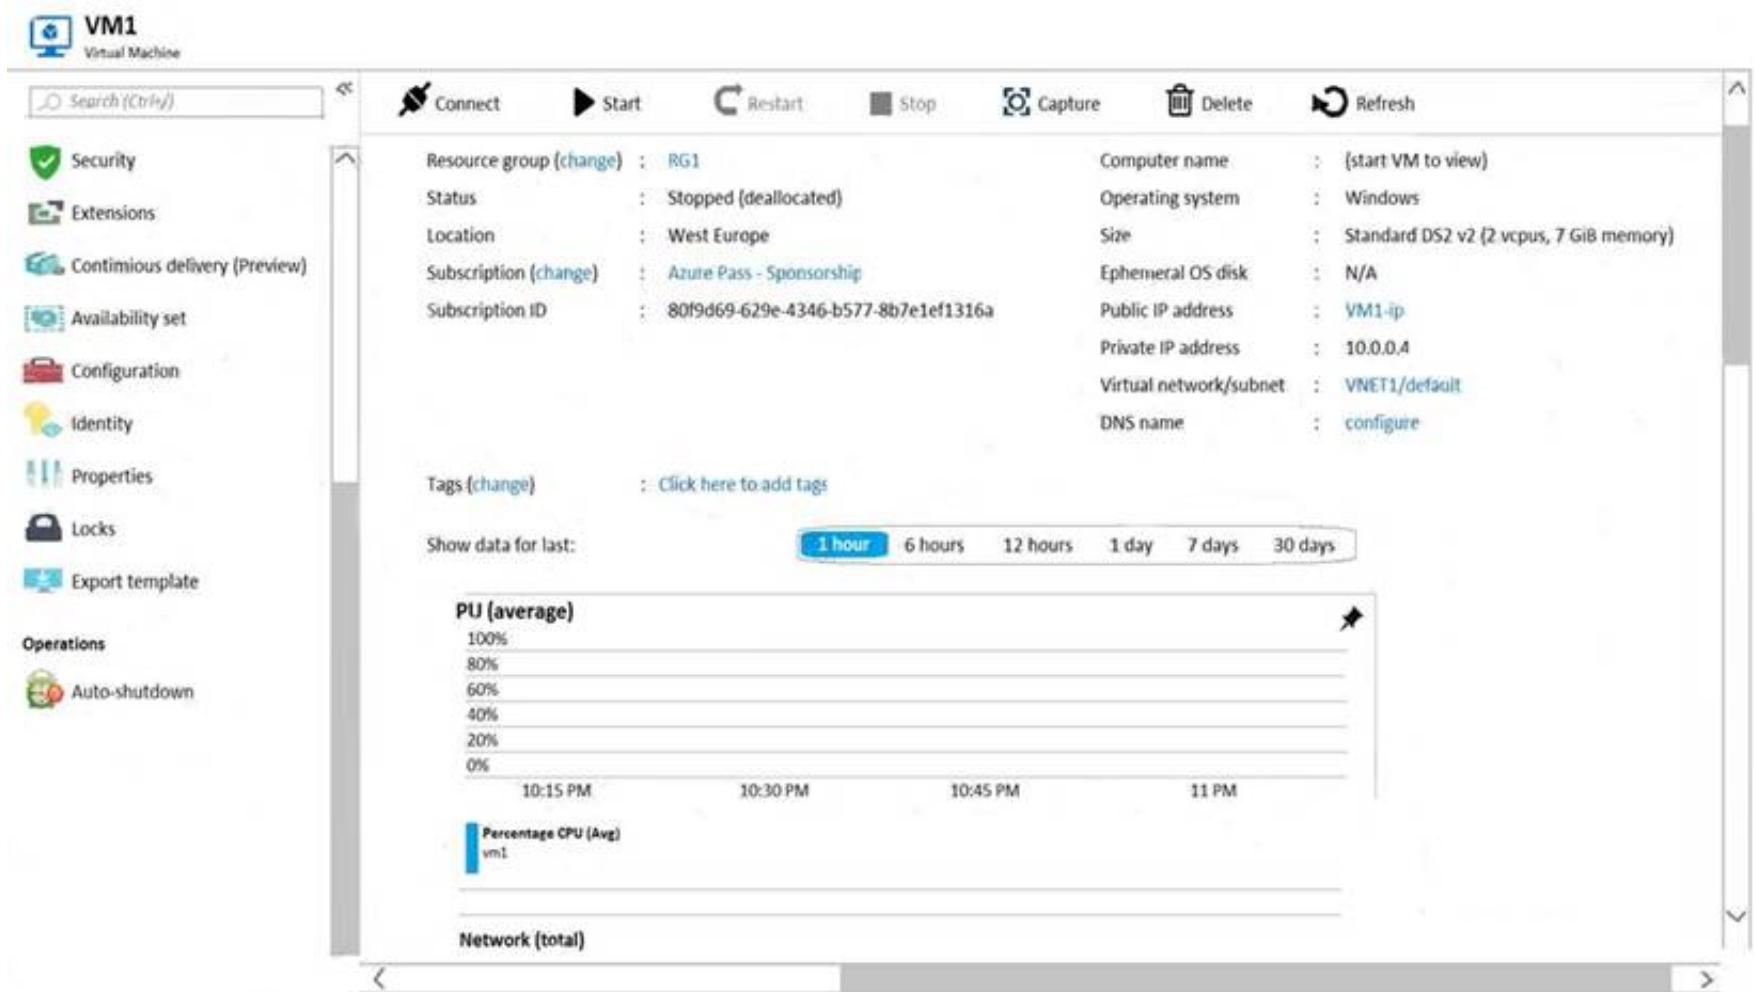 VM1
Virtual Machine
Search (Ctrl+/)
Connect Start Restart Stop Capture Delete Refresh
Security
Extensions
Contimious delivery (Preview)
Availability set
Configuration
Identity
Properties
Locks
Export template
Operations
Auto-shutdown
Resource group (change) : RG1
Status : Stopped (deallocated)
Location : West Europe
Subscription (change) : Azure Pass - Sponsorship
Subscription ID : 80f9d69-629e-4346-b577-8b7e1ef1316a
Computer name : (start VM to view)
Operating system : Windows
Size : Standard DS2 v2 (2 vcpus, 7 GiB memory)
Ephemeral OS disk : N/A
Public IP address : VM1-ip
Private IP address : 10.0.0.4
Virtual network/subnet : VNET1/default
DNS name : configure
Tags (change) : Click here to add tags
Show data for last: 1 hour 6 hours 12 hours 1 day 7 days 30 days
PU (average)
100%
80%
60%
40%
20%
0%
10:15 PM 10:30 PM 10:45 PM 11 PM
Percentage CPU (Avg)
vm1
Network (total)